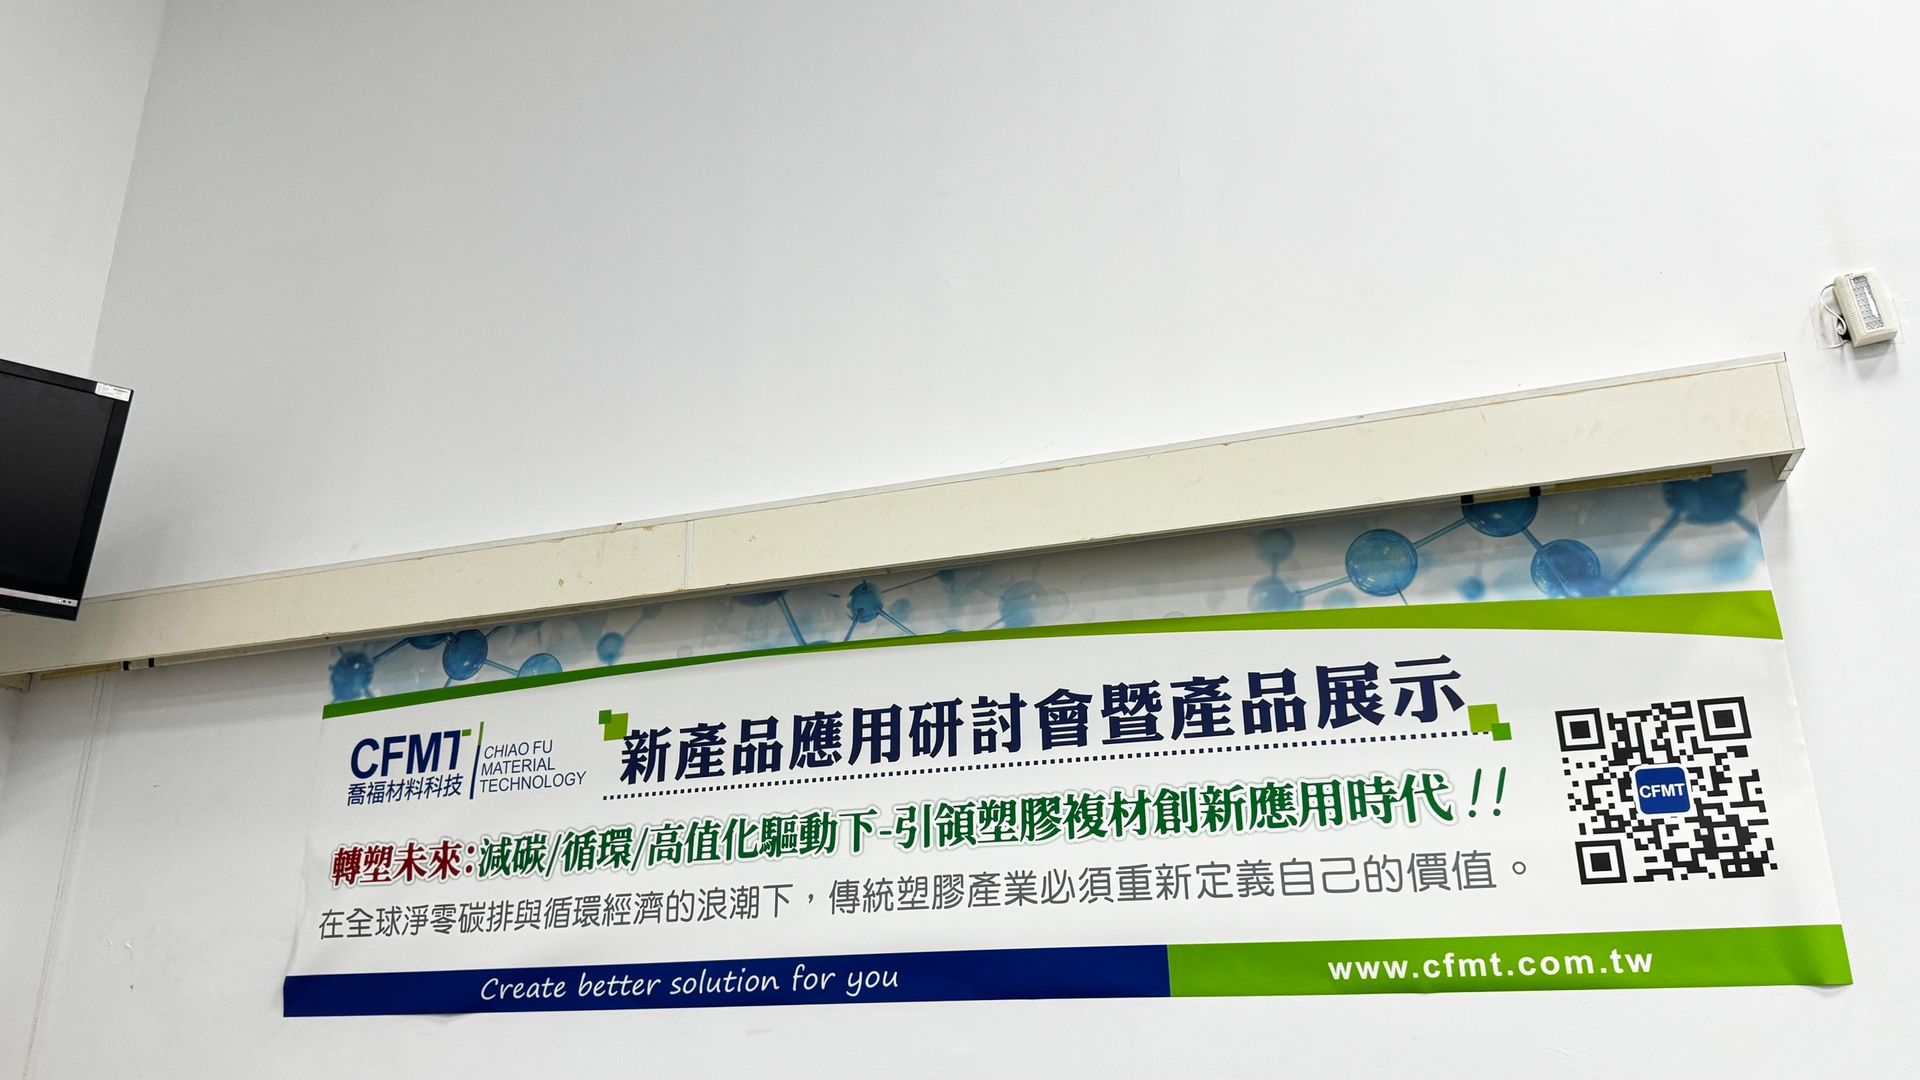 CFMT
喬福材料科技
CHIAO FU
MATERIAL
TECHNOLOGY
新產品應用研討會暨產品展示
轉塑未來:減碳/循環/高值化驅動下-引領塑膠複材創新應用時代!!
在全球淨零碳排與循環經濟的浪潮下，傳統塑膠產業必須重新定義自己的價值。
CFMT
Create better solution for you
www.cfmt.com.tw